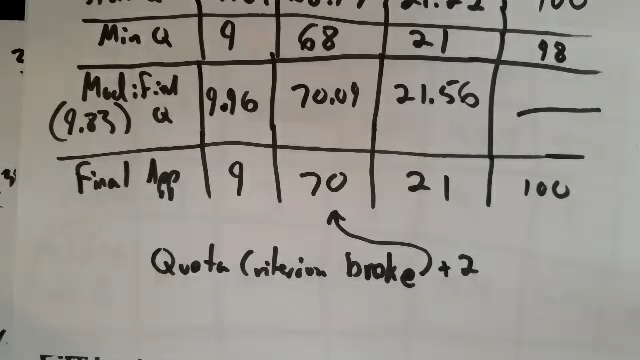 Min Q 9 68 21 98
Modified 9.96 70.09 21.56 —
(9.83) Q
Final App 9 70 21 100
Quota Criterion broke +2